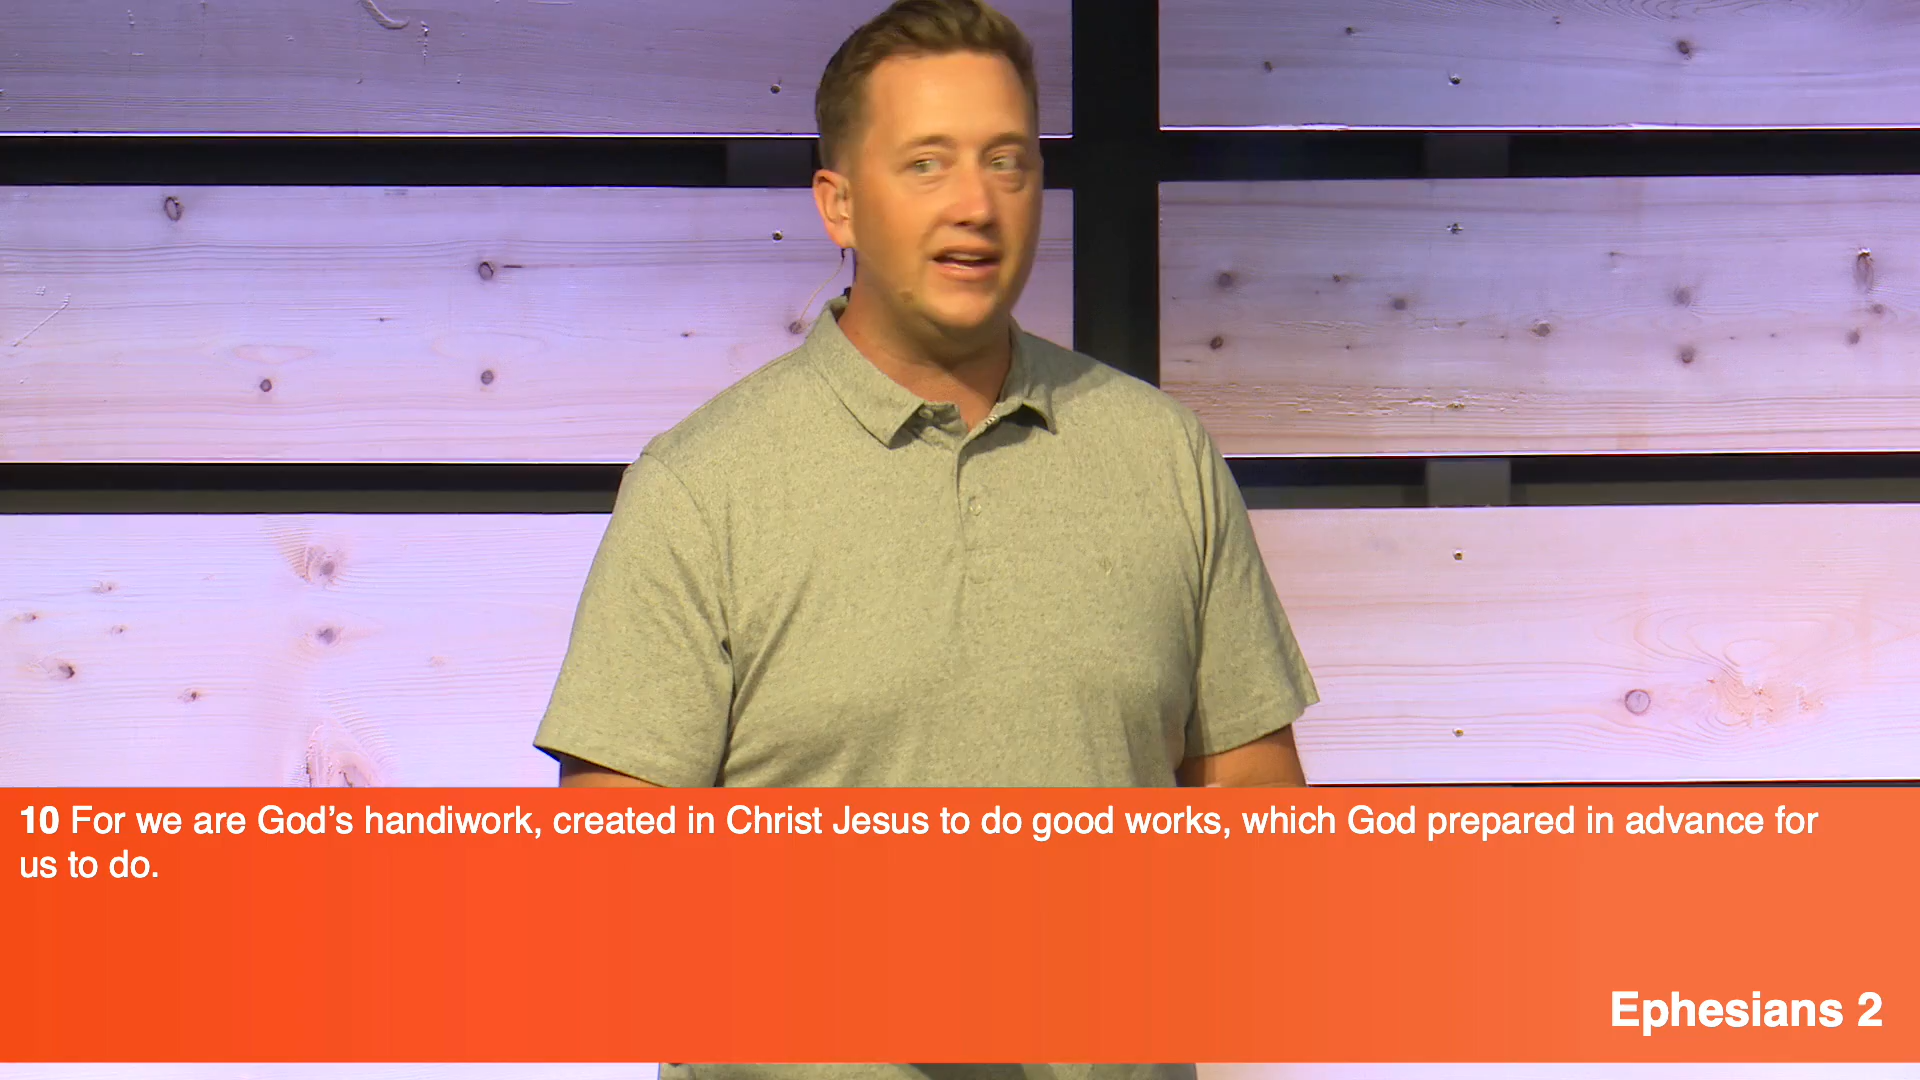 10 For we are God’s handiwork, created in Christ Jesus to do good works, which God prepared in advance for
us to do.
Ephesians 2